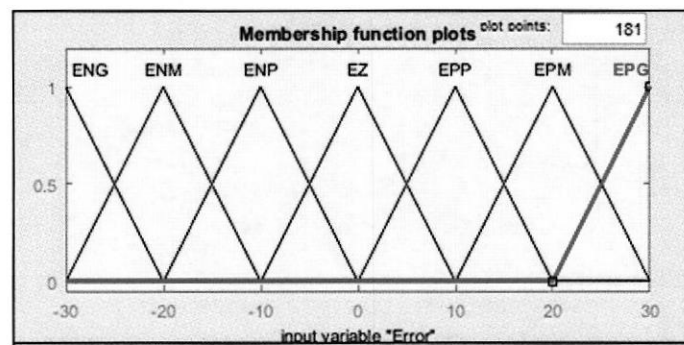 Membership function plots plot points: 181
ENG ENM ENP EZ EPP EPM EPG
1
0.5
0
-30 -20 -10 0 10 20 30
input variable "Error"